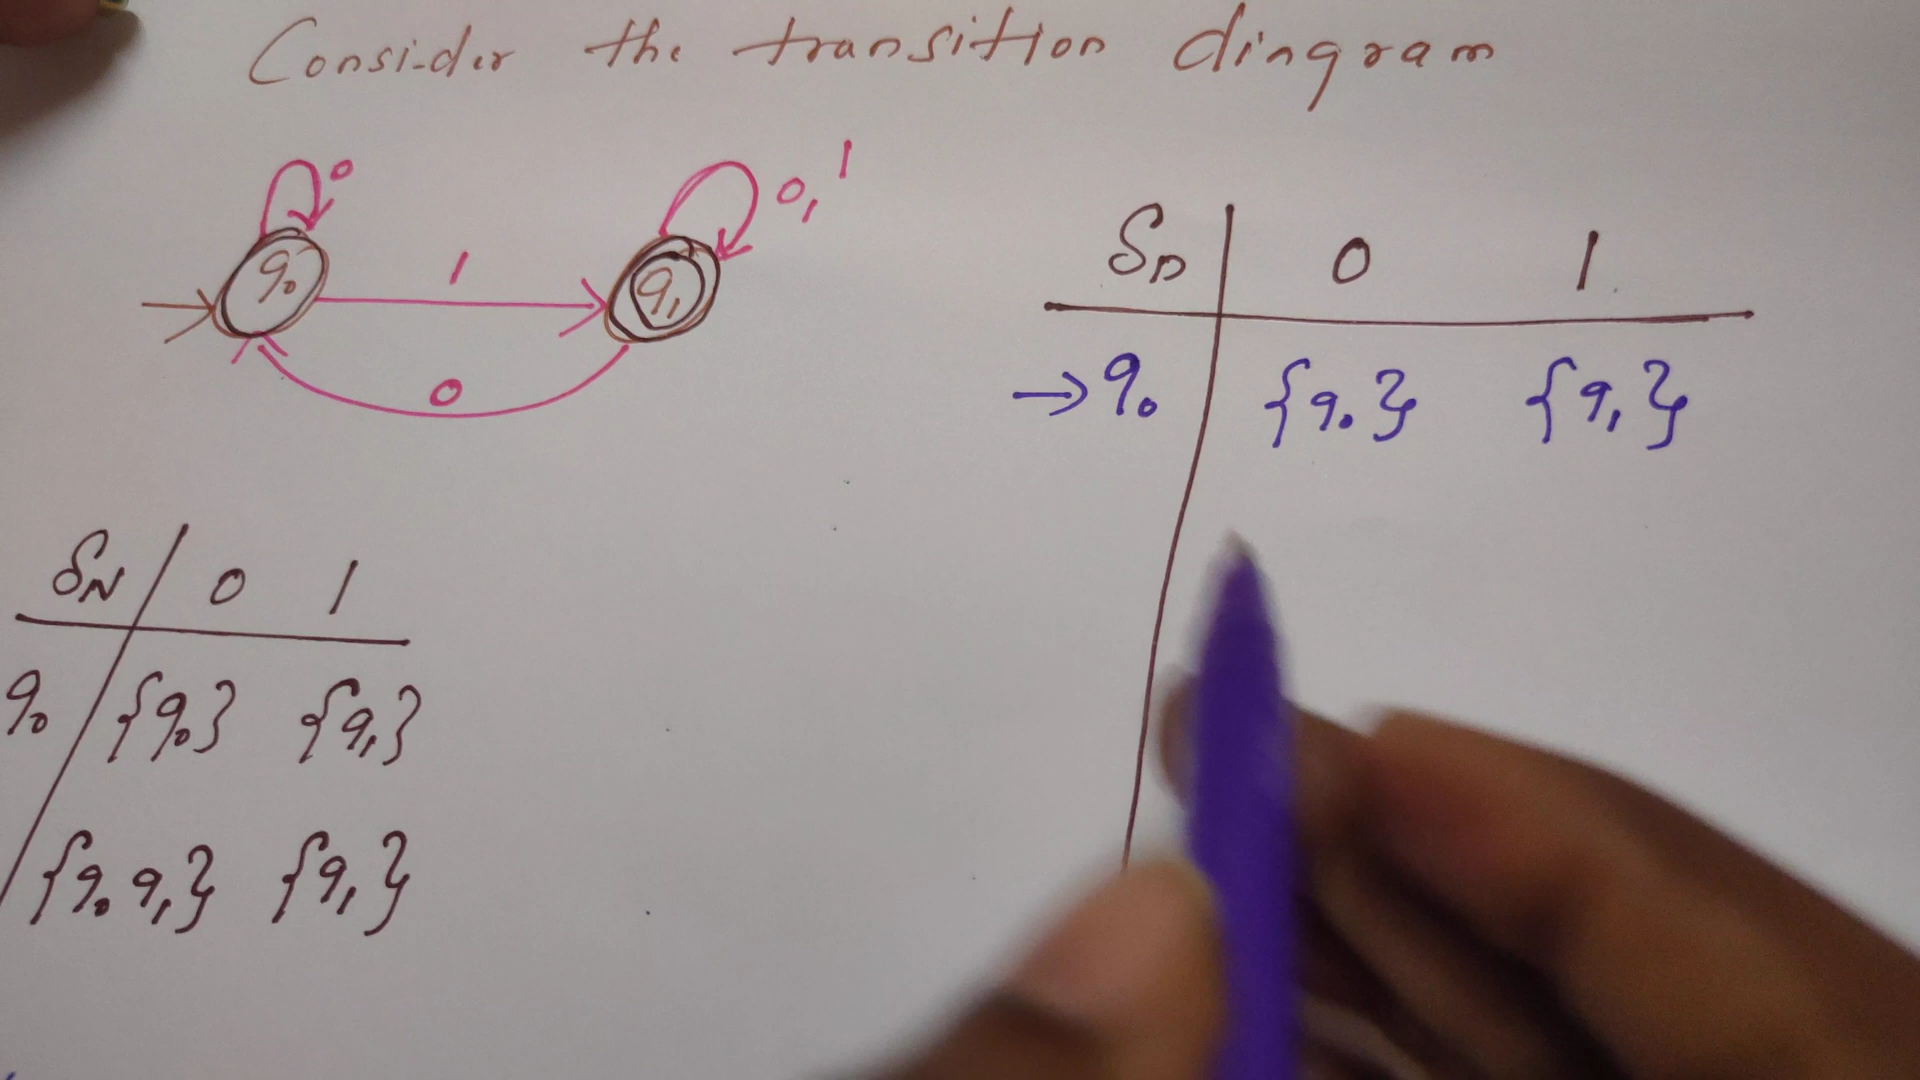 Consider the transition diagram
0
0, 1
q0
1
q1
0
δD 0 1
→q0 {q0} {q1}
δN 0 1
q0 {q0} {q1}
{q0 q1} {q1}